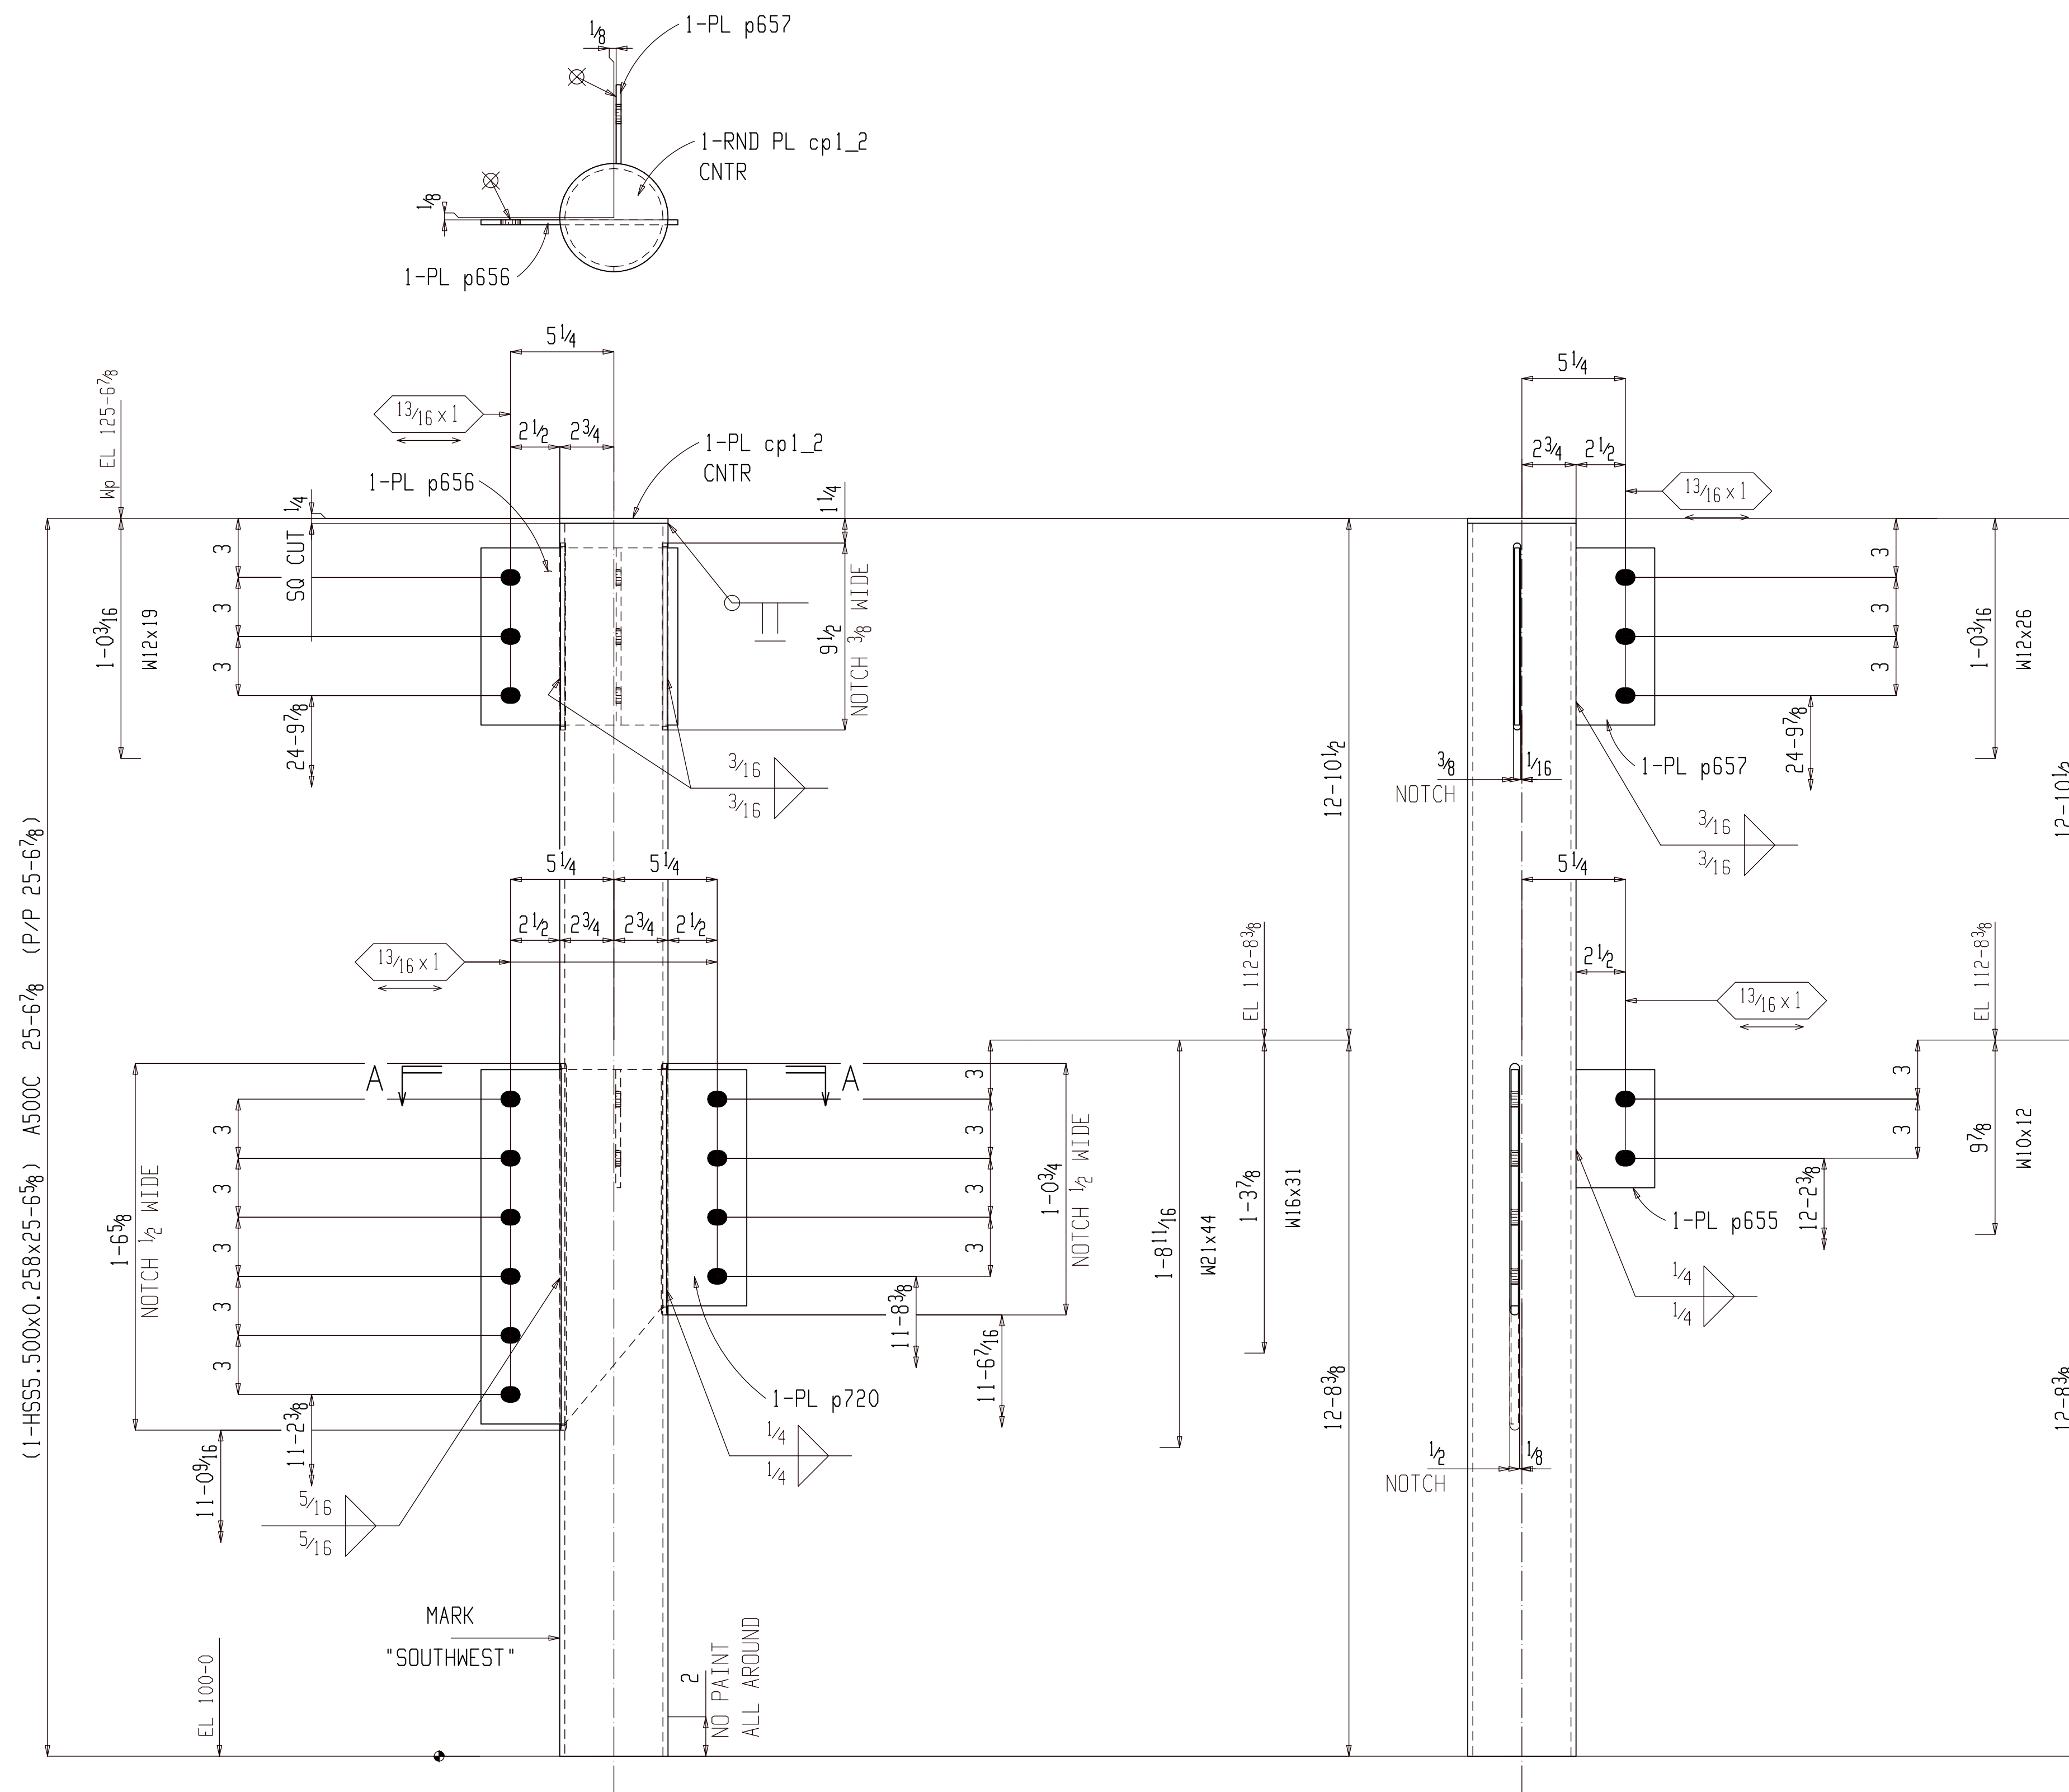 1/8
1-PL p657
1-RND PL cp1_2
CNTR
1/8
1-PL p656
5 1/4
5 1/4
Wp EL 125-6 7/8
13/16 x 1
2 1/2
2 3/4
1-PL cp1_2
CNTR
2 3/4
2 1/2
13/16 x 1
1-PL p656
1/4
SQ CUT
1 1/4
3
3
3
1-0 3/16
W12x19
24-9 7/8
9 1/2
NOTCH 3/8 WIDE
3
3
3
1-0 3/16
W12x26
24-9 7/8
3/16
3/16
12-10 1/2
3/8
NOTCH
1/16
1-PL p657
3/16
3/16
12-10 1/2
(1-HSS5.500x0.258x25-6 5/8) A500C 25-6 7/8 (P/P 25-6 7/8)
5 1/4
5 1/4
5 1/4
2 1/2
2 3/4
2 3/4
2 1/2
13/16 x 1
EL 112-8 3/8
2 1/2
13/16 x 1
EL 112-8 3/8
A
A
1-6 5/8
NOTCH 1/2 WIDE
3
3
3
3
3
3
3
3
1-0 3/4
NOTCH 1/2 WIDE
1-8 11/16
W21x44
1-3 7/8
W16x31
3
3
9 7/8
W10x12
1-PL p655
12-2 3/8
1/4
1/4
11-8 3/8
11-6 7/16
12-8 3/8
12-8 3/8
1-PL p720
1/4
1/4
11-2 3/8
11-0 9/16
5/16
5/16
1/2
NOTCH
1/8
MARK
"SOUTHWEST"
EL 100-0
2
NO PAINT
ALL AROUND